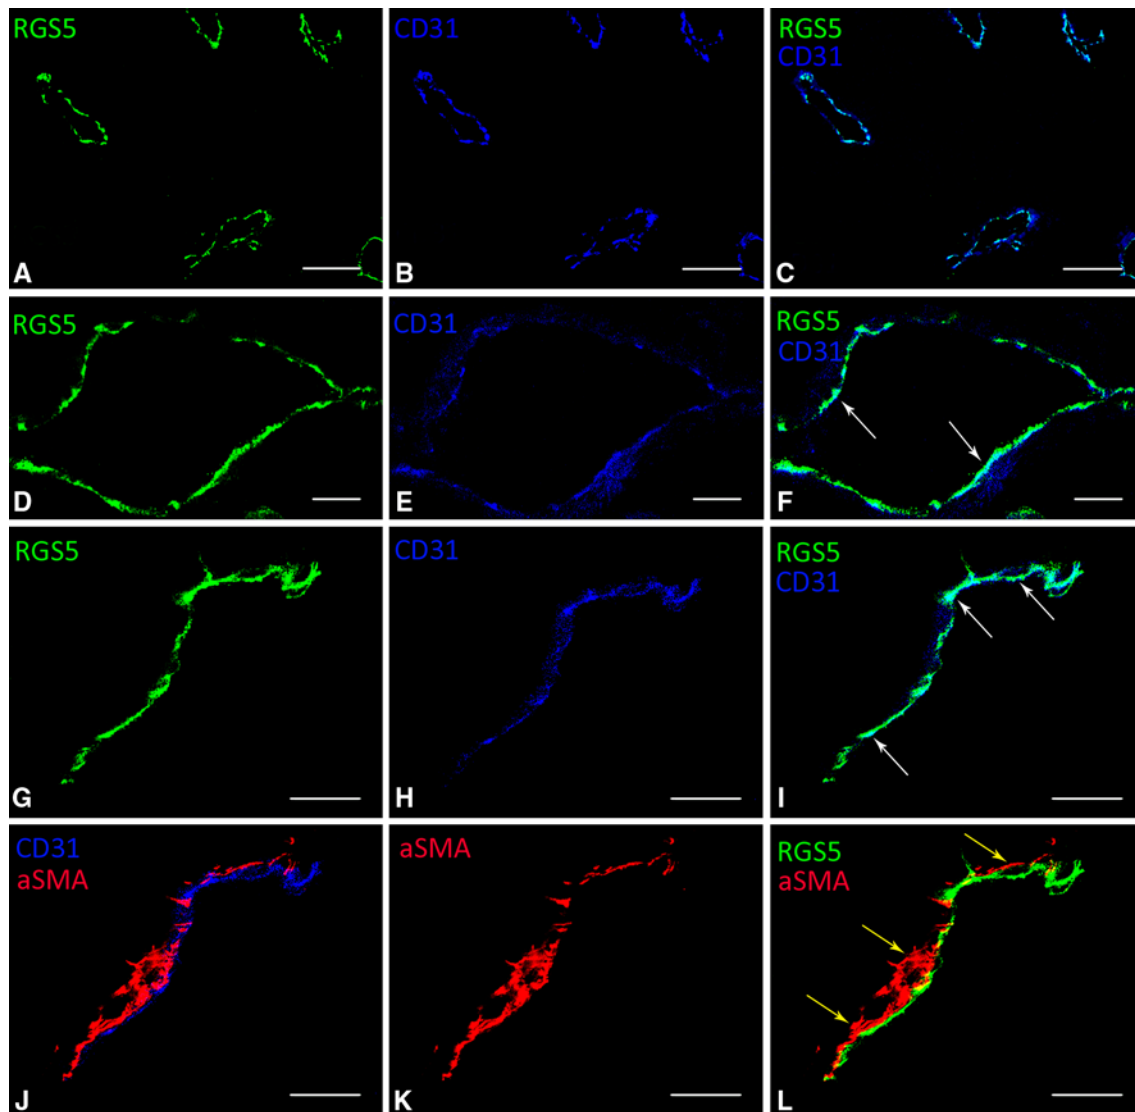 RGS5
A
CD31
B
RGS5
CD31
C
RGS5
D
CD31
E
RGS5
CD31
F
RGS5
G
CD31
H
RGS5
CD31
I
CD31
aSMA
J
aSMA
K
RGS5
aSMA
L